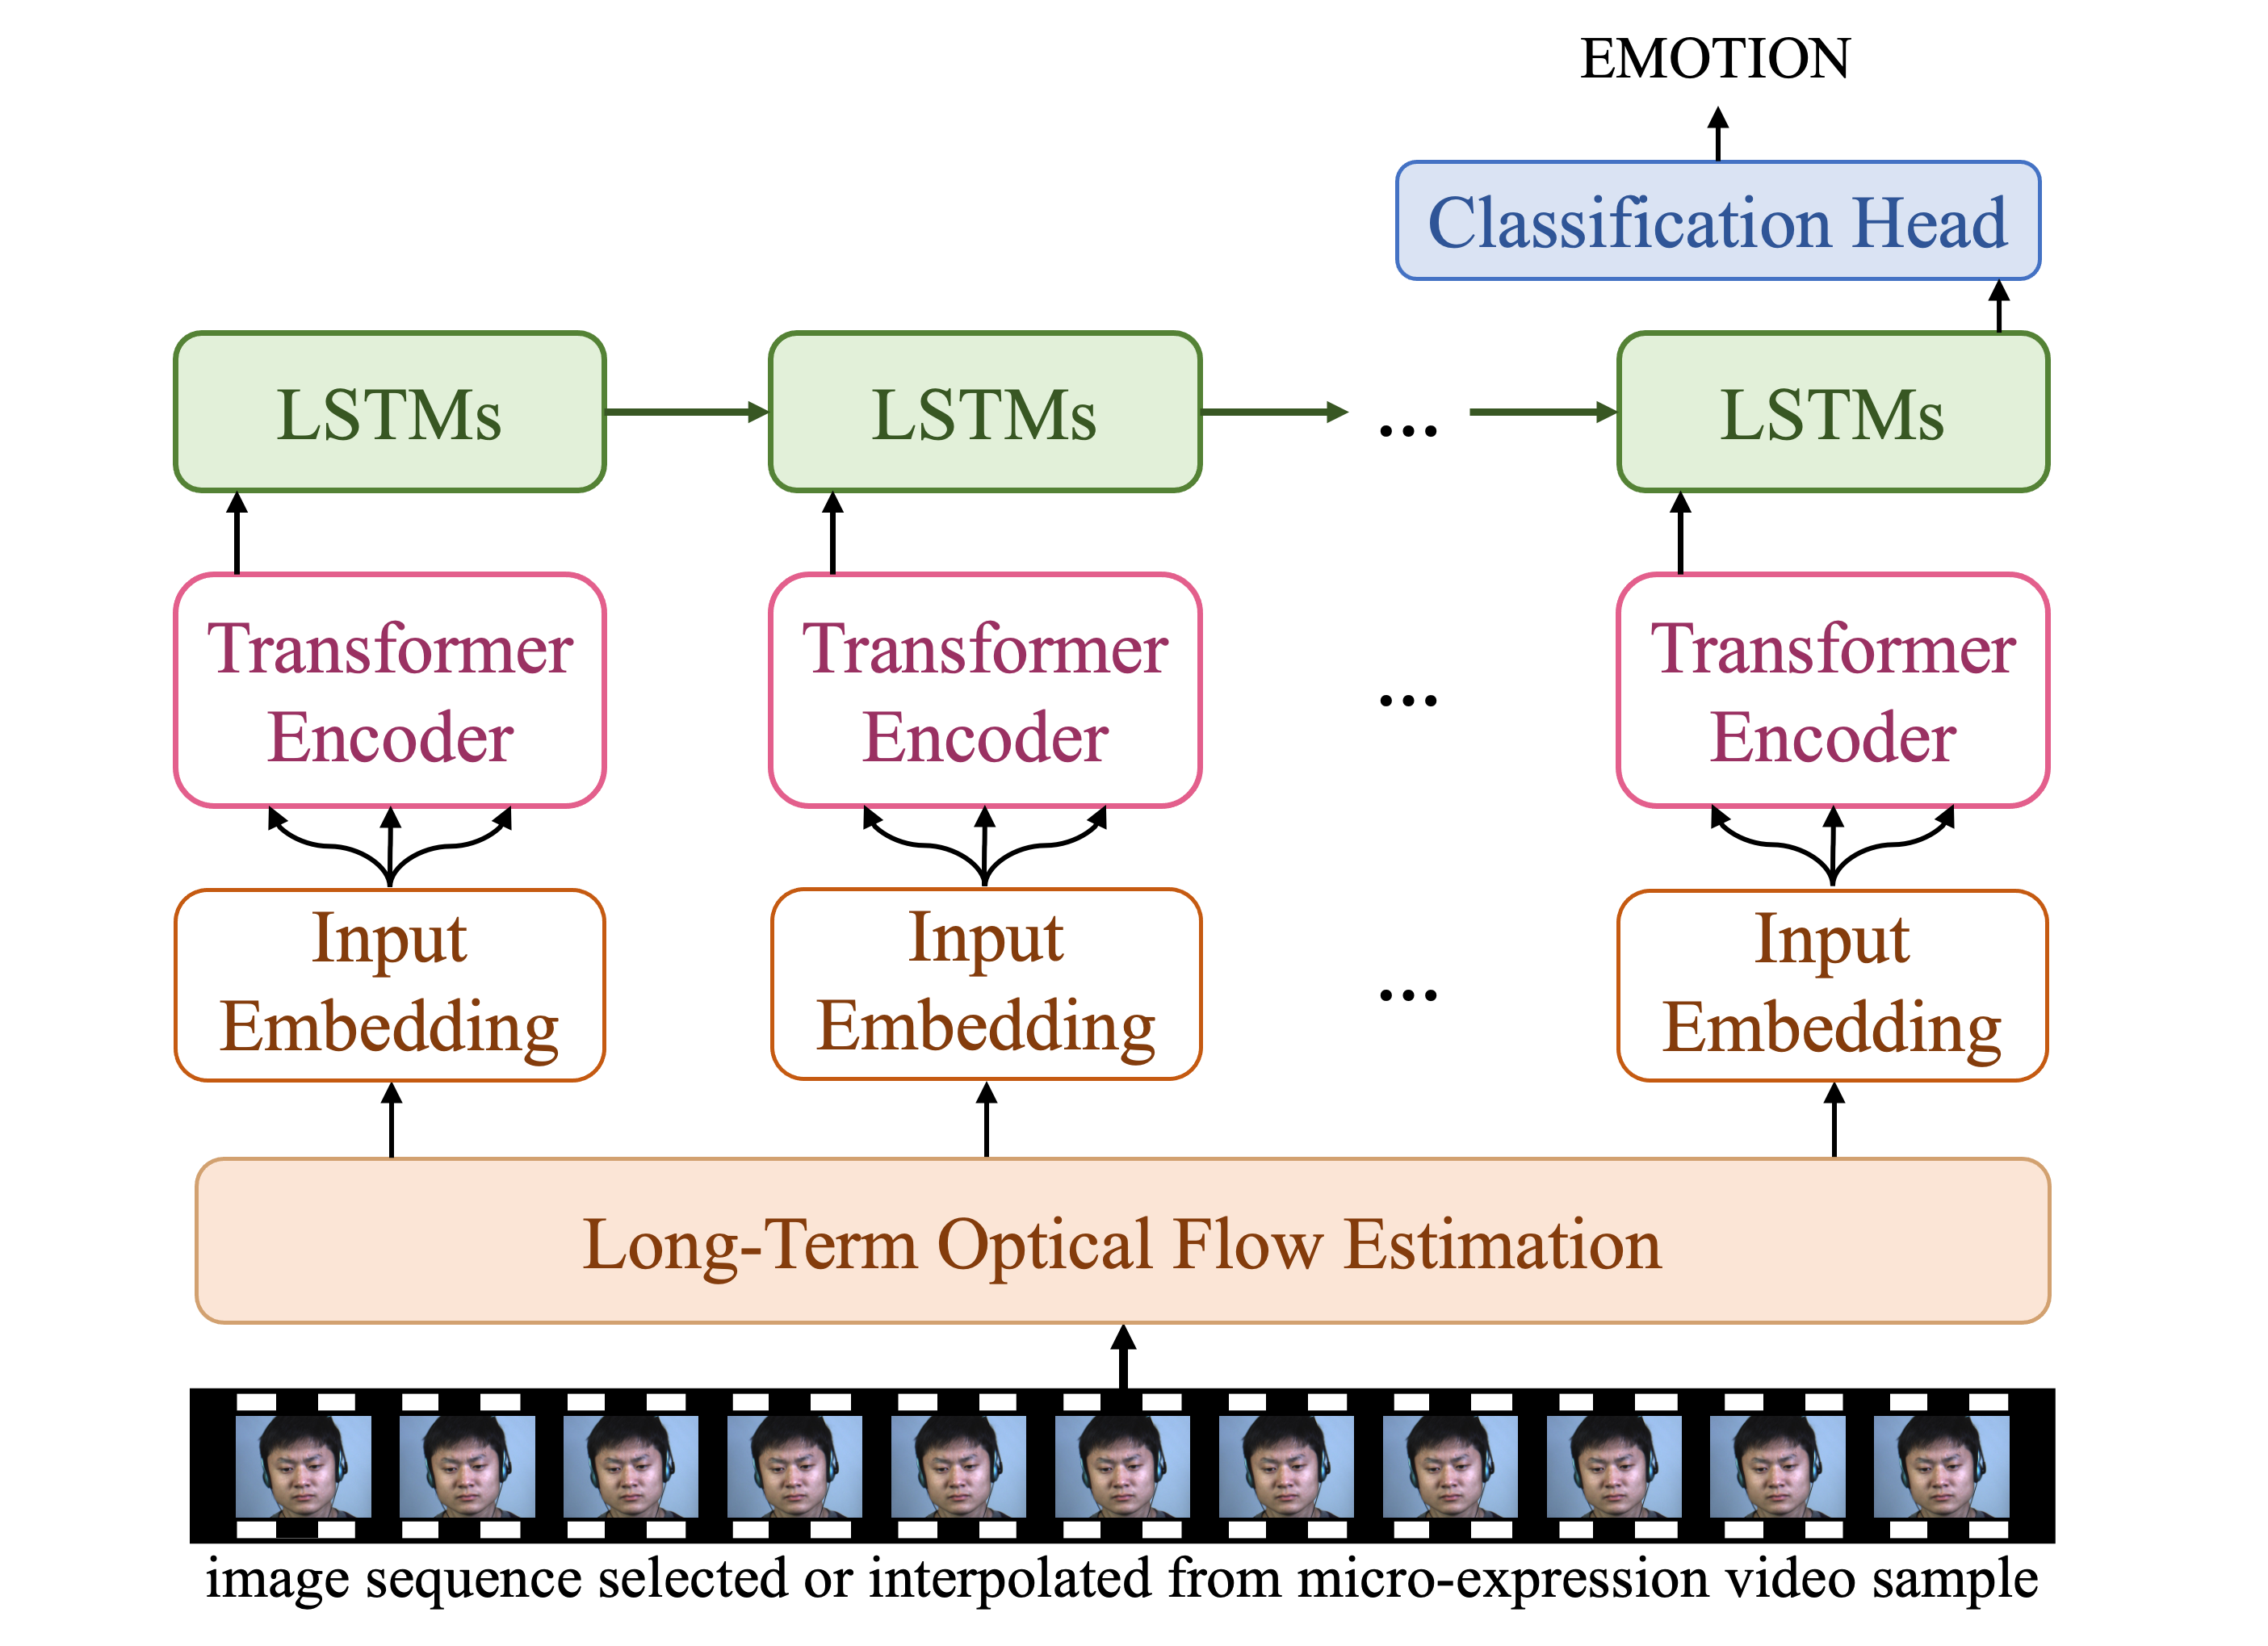 EMOTION
Classification Head
LSTMs
LSTMs
...
LSTMs
Transformer
Encoder
Transformer
Encoder
...
Transformer
Encoder
Input
Embedding
Input
Embedding
...
Input
Embedding
Long-Term Optical Flow Estimation
image sequence selected or interpolated from micro-expression video sample